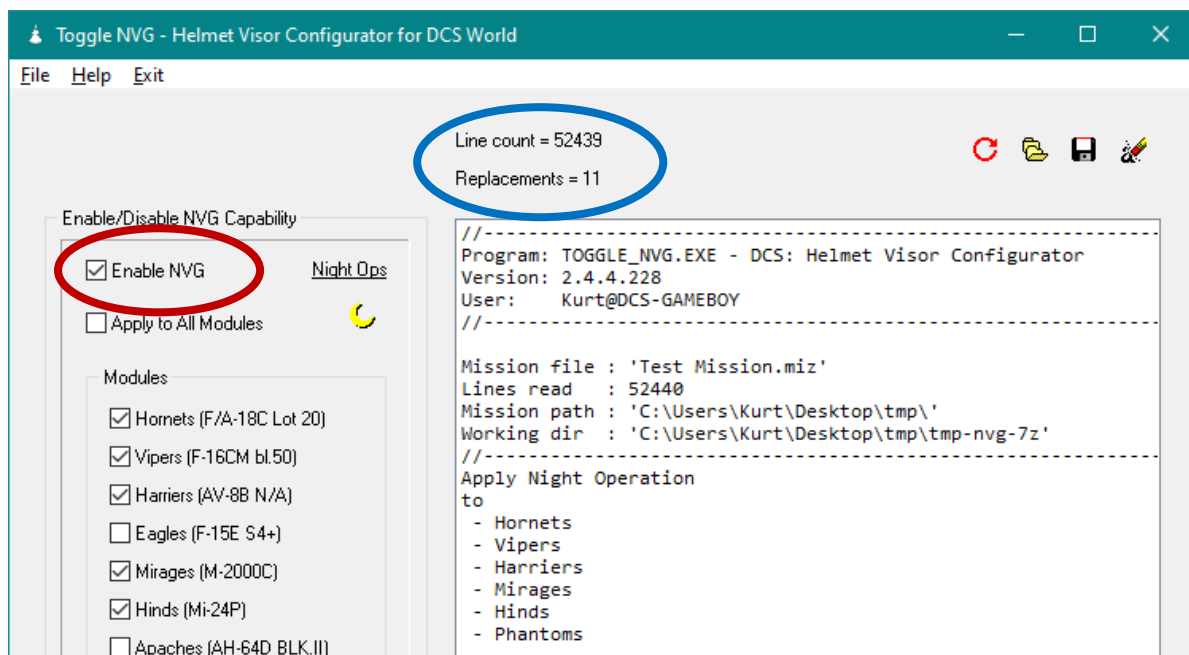 Toggle NVG - Helmet Visor Configurator for DCS World
File Help Exit
Line count = 52439
Replacements = 11
Enable/Disable NVG Capability
Enable NVG
Night Ops
Apply to All Modules
Modules
Hornets (F/A-18C Lot 20)
Vipers (F-16CM bl.50)
Harriers (AV-8B N/A)
Eagles (F-15E S4+)
Mirages (M-2000C)
Hinds (Mi-24P)
Apaches (AH-64D BLK.II)
//--------------------------------------------------------------
Program: TOGGLE_NVG.EXE - DCS: Helmet Visor Configurator
Version: 2.4.4.228
User:    Kurt@DCS-GAMEBOY
//--------------------------------------------------------------
Mission file : 'Test Mission.miz'
Lines read   : 52440
Mission path : 'C:\Users\Kurt\Desktop\tmp\'
Working dir  : 'C:\Users\Kurt\Desktop\tmp\tmp-nvg-7z'
//--------------------------------------------------------------
Apply Night Operation
to
- Hornets
- Vipers
- Harriers
- Mirages
- Hinds
- Phantoms